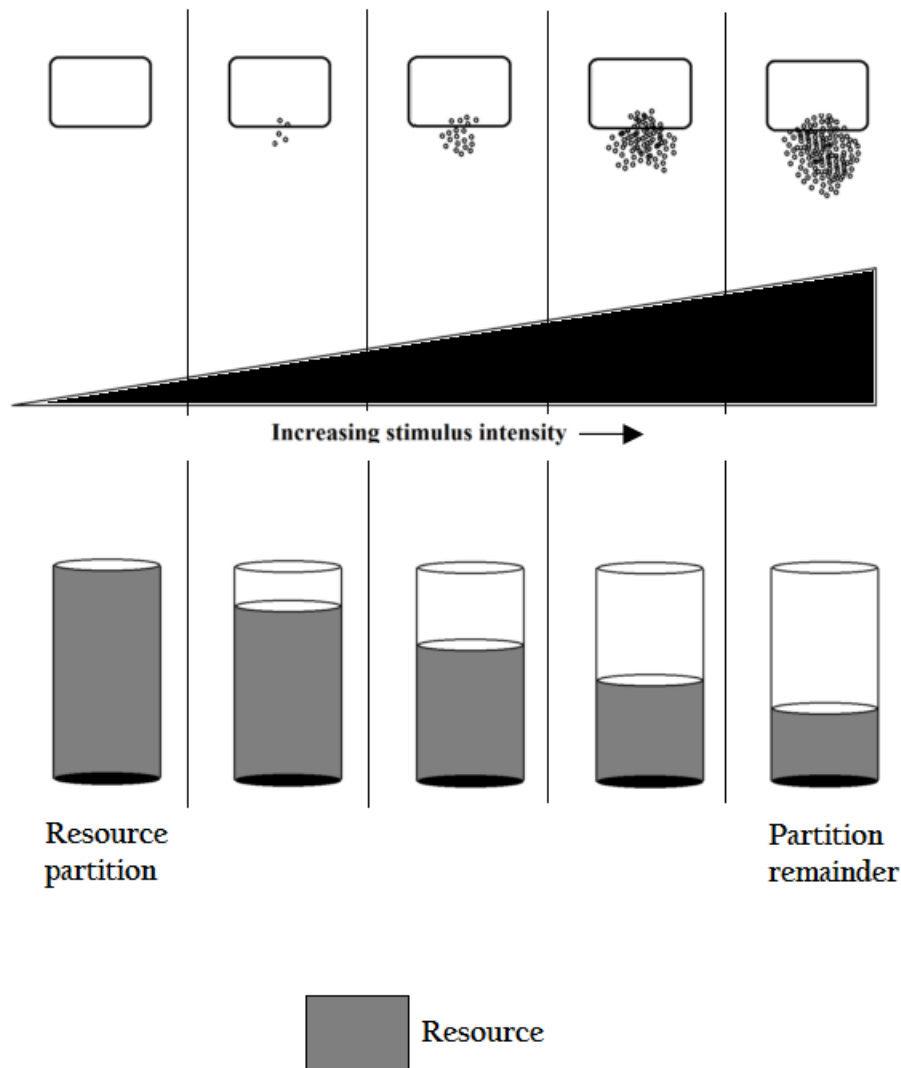 Increasing stimulus intensity
Resource
partition
Partition
remainder
Resource